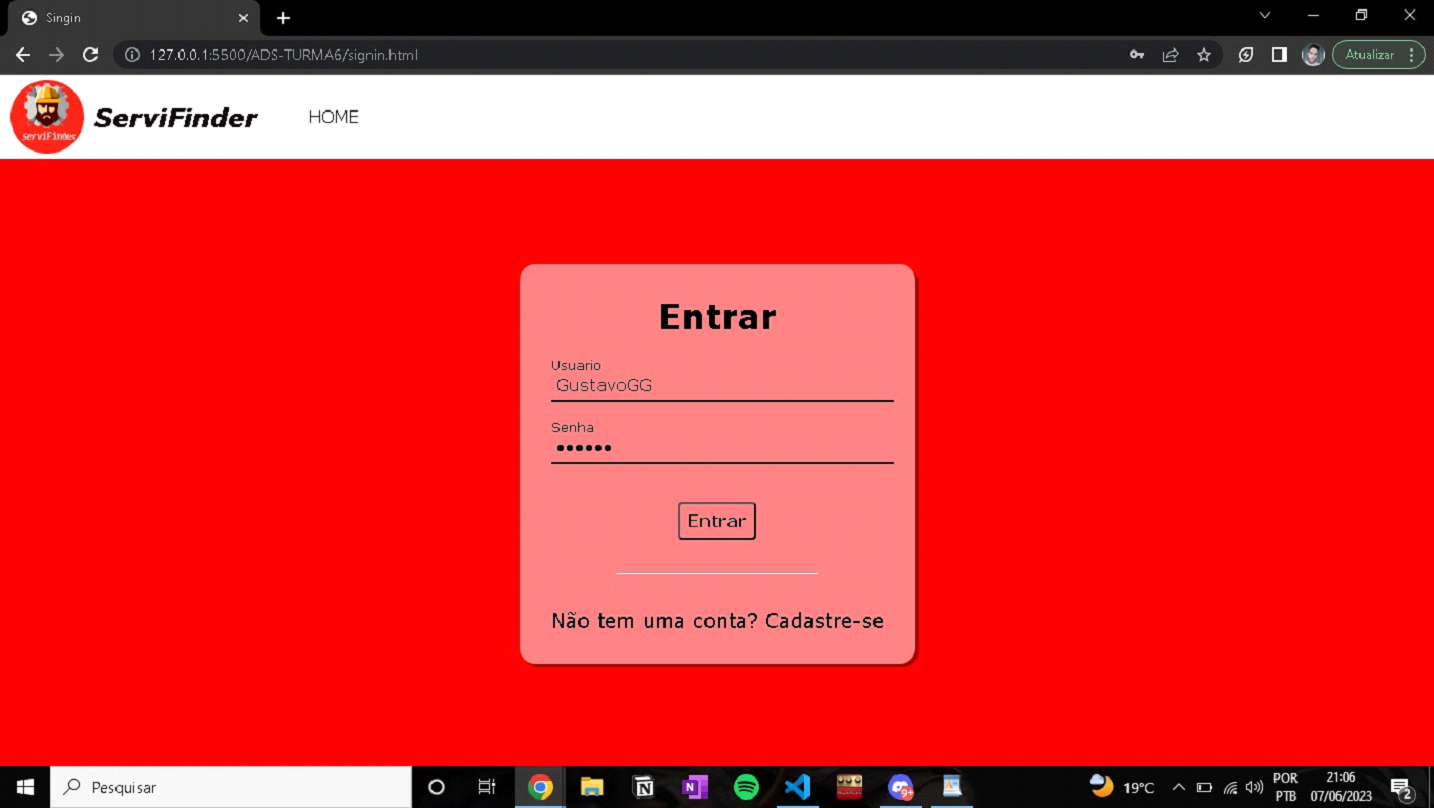 Singin
127.0.0.1:5500/ADS-TURMA6/signin.html
Atualizar
ServiFinder
ServiFinder
HOME
Entrar
Usuario
GustavoGG
Senha
••••••
Entrar
Não tem uma conta? Cadastre-se
Pesquisar
9+
19°C
POR
PTB
21:06
07/06/2023
2